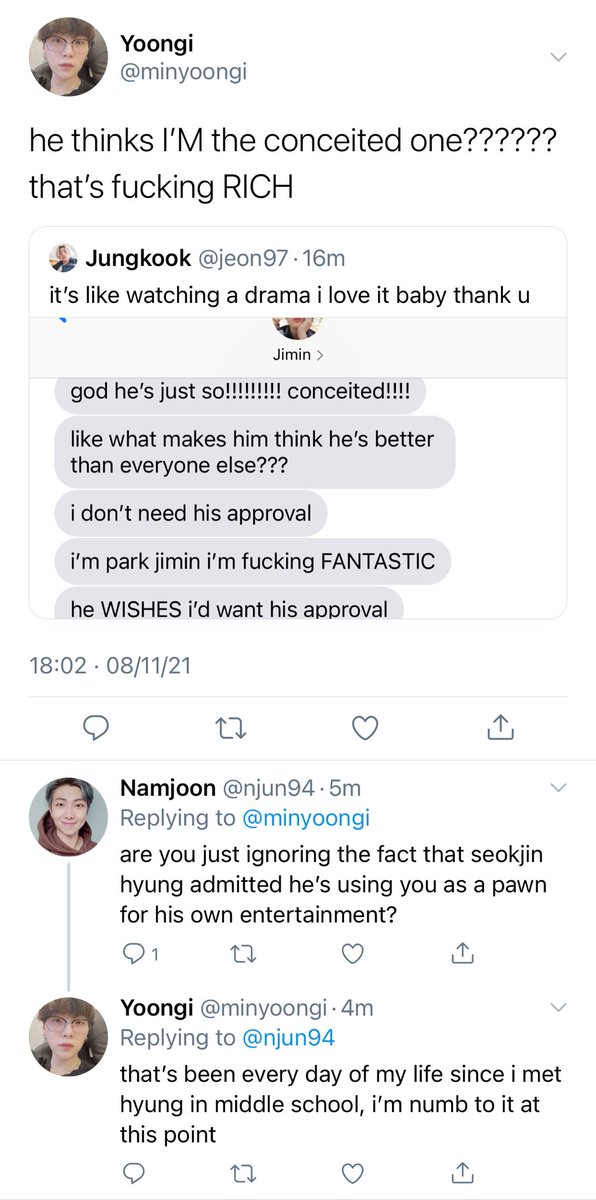 Yoongi
@minyoongi
he thinks I’M the conceited one??????
that’s fucking RICH
Jungkook @jeon97 · 16m
it’s like watching a drama i love it baby thank u
Jimin >
god he’s just so!!!!!!!!! conceited!!!!
like what makes him think he’s better
than everyone else???
i don’t need his approval
i’m park jimin i’m fucking FANTASTIC
he WISHES i’d want his approval
18:02 · 08/11/21
Namjoon @njun94 · 5m
Replying to @minyoongi
are you just ignoring the fact that seokjin
hyung admitted he’s using you as a pawn
for his own entertainment?
1
Yoongi @minyoongi · 4m
Replying to @njun94
that’s been every day of my life since i met
hyung in middle school, i’m numb to it at
this point